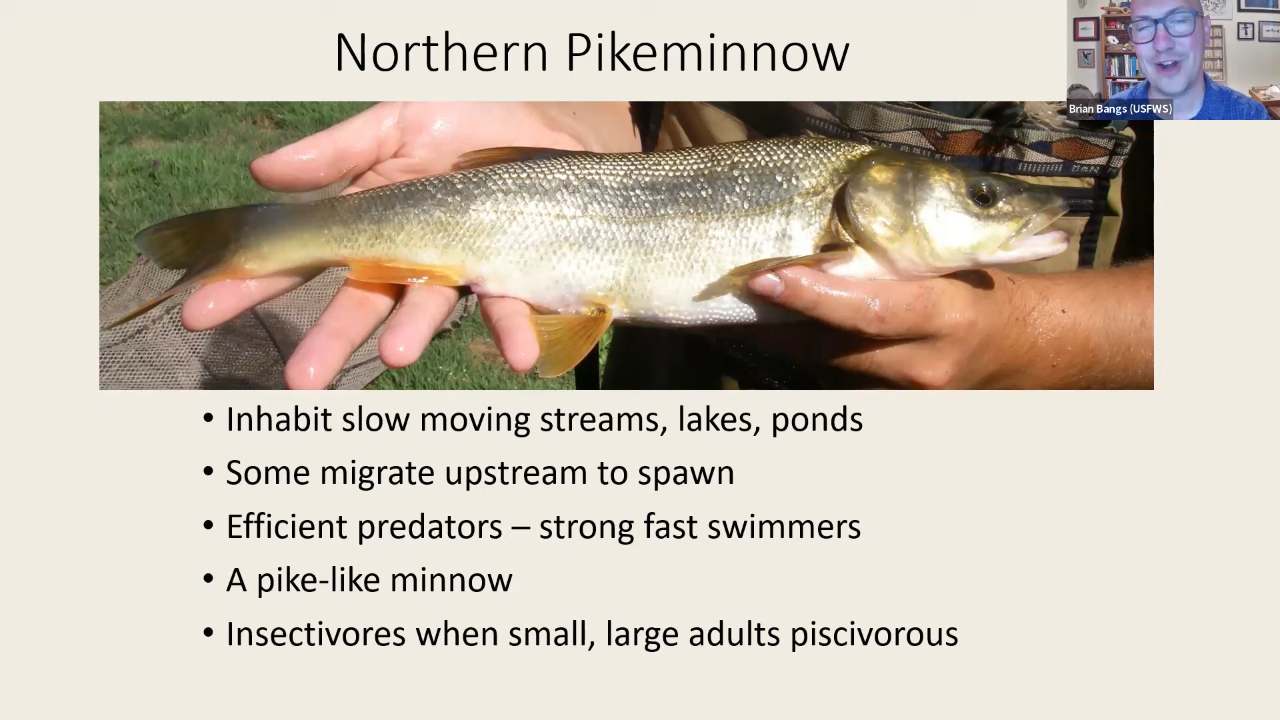 Northern Pikeminnow
Brian Bangs (USFWS)
• Inhabit slow moving streams, lakes, ponds
• Some migrate upstream to spawn
• Efficient predators – strong fast swimmers
• A pike-like minnow
• Insectivores when small, large adults piscivorous